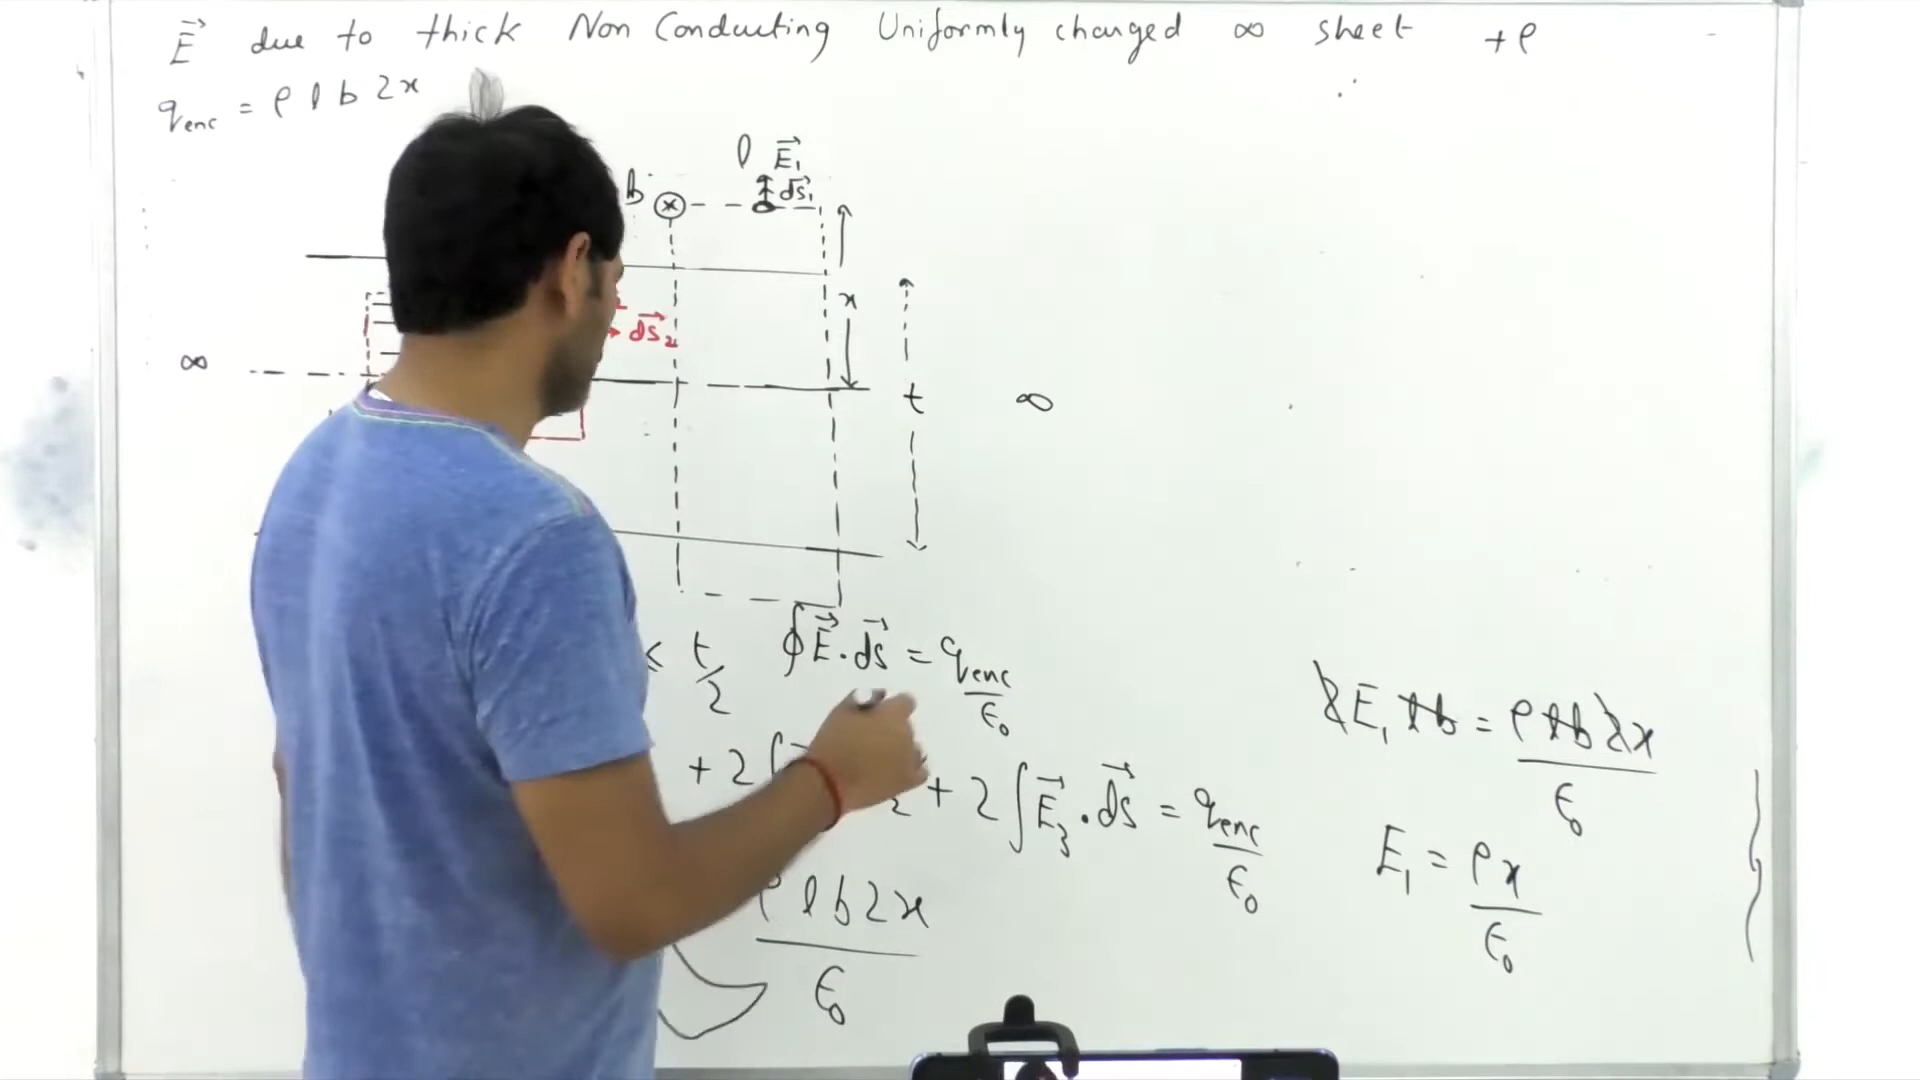 E⃗ due to thick Non Conducting Uniformly charged ∞ sheet +ρ
q_enc = ρ l b 2x
l E⃗₁
b ⊗ ds⃗₁
x
ds⃗₂
∞ t ∞
< t/2 ∮E⃗.ds⃗ = q_enc/ε₀
+ 2∫ ₂ + 2∫E⃗₃.ds⃗ = q_enc/ε₀
ρ l b 2x/ε₀
2E₁ l b = ρ l b 2x/ε₀
E₁ = ρx/ε₀